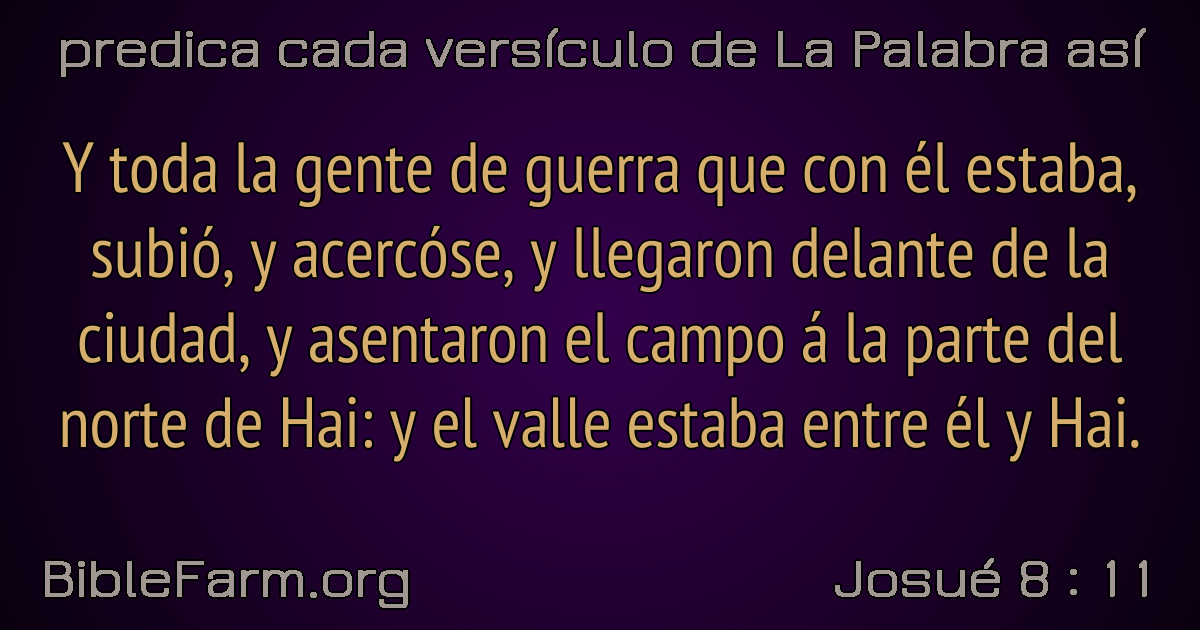 predica cada versículo de La Palabra así
Y toda la gente de guerra que con él estaba,
subió, y acercóse, y llegaron delante de la
ciudad, y asentaron el campo á la parte del
norte de Hai: y el valle estaba entre él y Hai.
BibleFarm.org
Josué 8 : 11